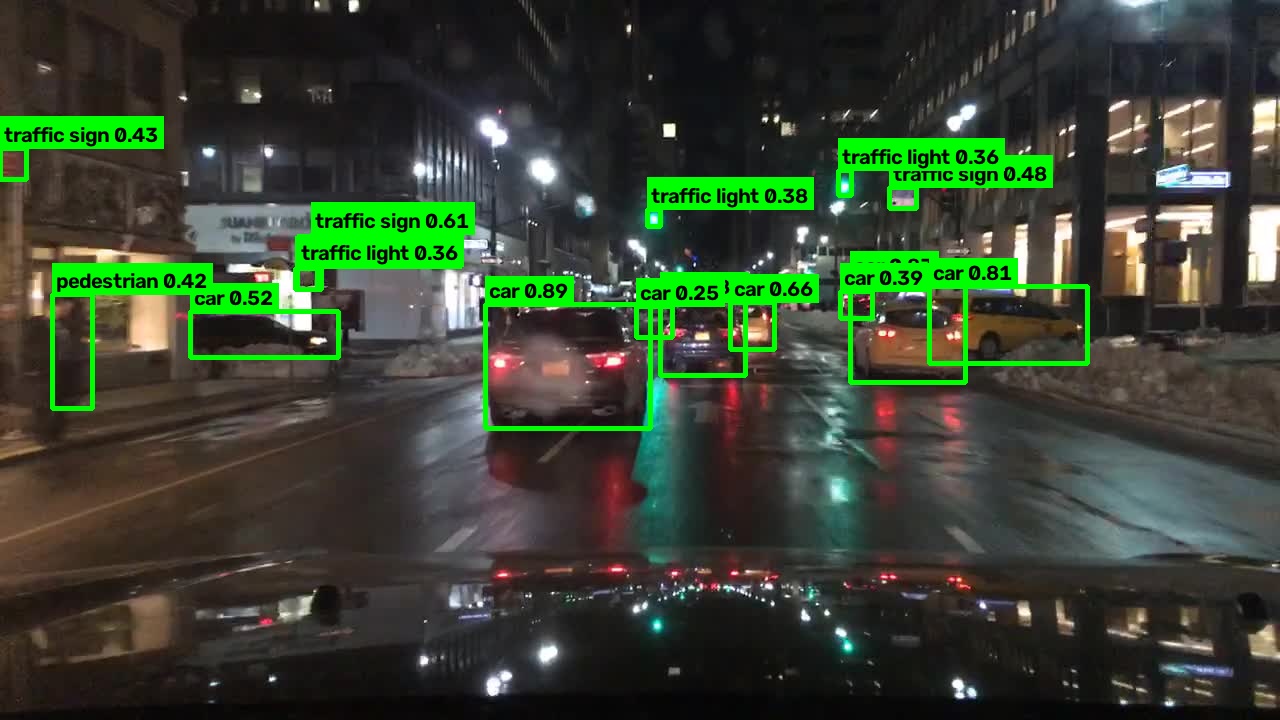 traffic sign 0.43
traffic light 0.36
traffic sign 0.48
traffic light 0.38
traffic sign 0.61
traffic light 0.36
pedestrian 0.42
car 0.52
car 0.89
car 0.25
car 0.66
car 0.39
car 0.81